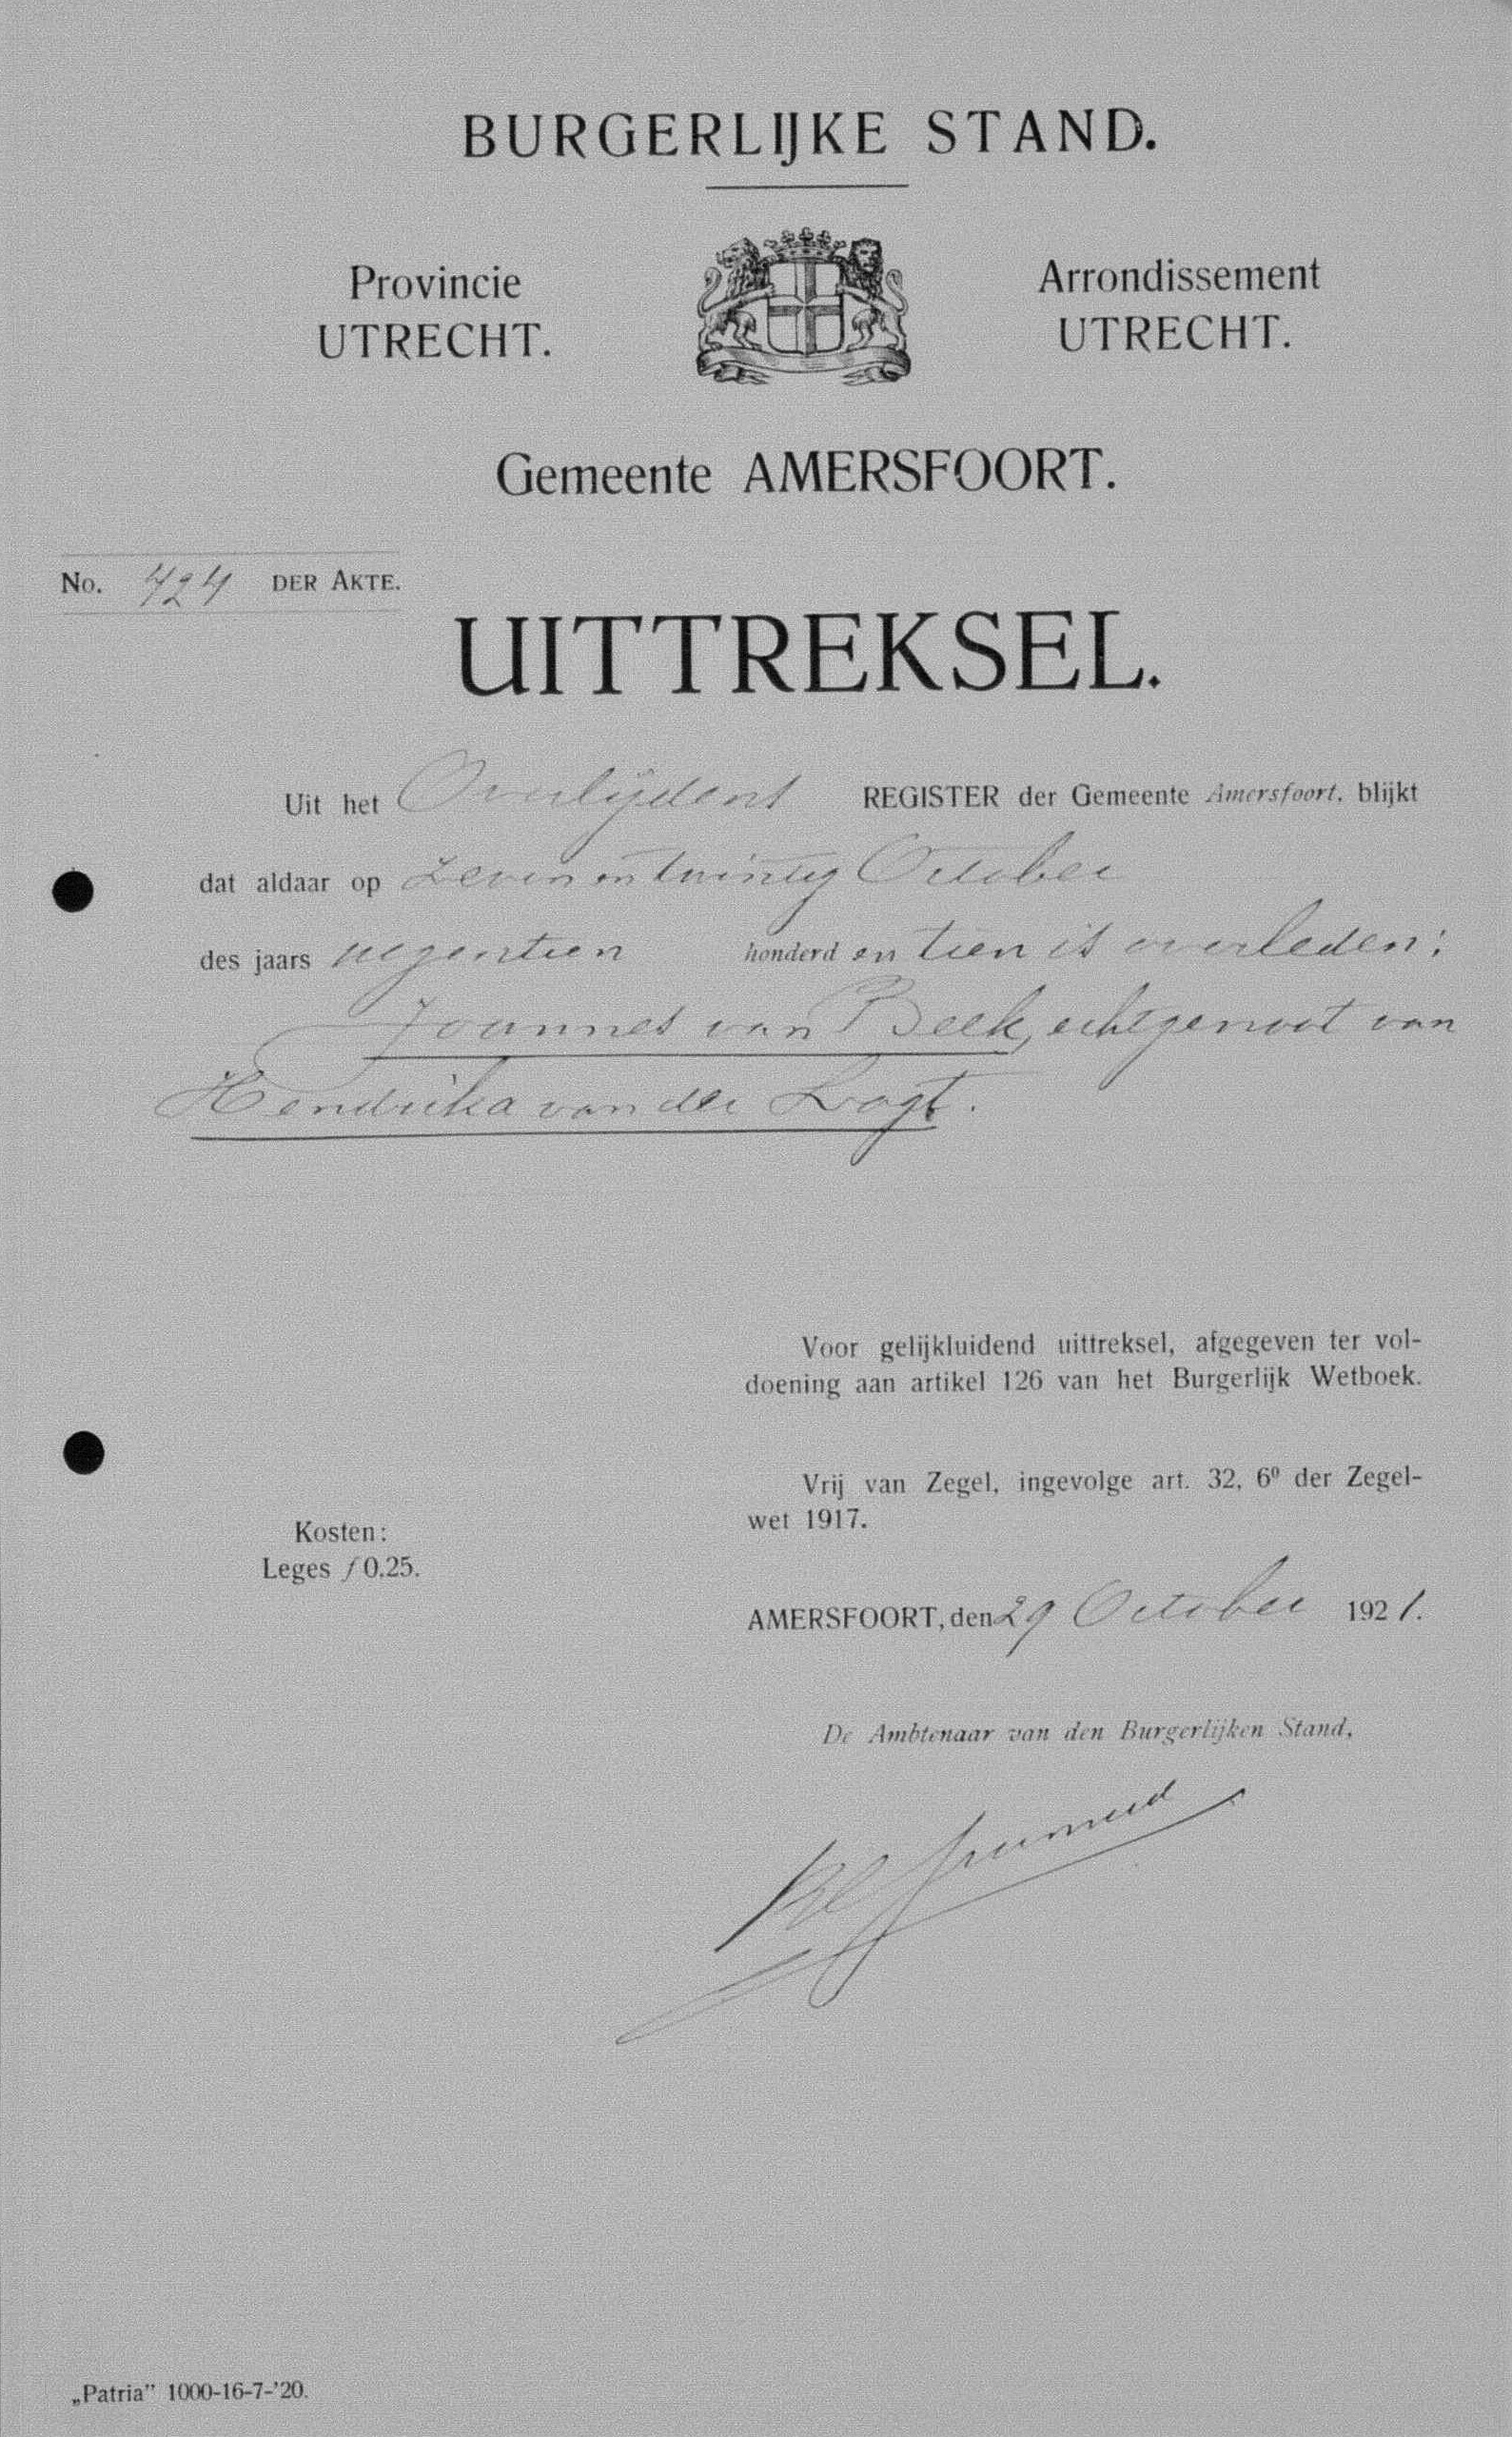 BURGERLIJKE STAND.
Provincie
UTRECHT.
Arrondissement
UTRECHT.
Gemeente AMERSFOORT.
No. 424 DER AKTE.
UITTREKSEL.
Uit het Overlijdens REGISTER der Gemeente Amersfoort, blijkt
dat aldaar op zeven en twintig October
des jaars negentien honderd en tien is overleden:
Joannes van Beek, echtgenoot van
Hendrika van der Logt.
Voor gelijkluidend uittreksel, afgegeven ter vol-
doening aan artikel 126 van het Burgerlijk Wetboek.
Vrij van Zegel, ingevolge art. 32, 6⁰ der Zegel-
wet 1917.
Kosten:
Leges ƒ 0,25.
AMERSFOORT, den 29 October 1921.
De Ambtenaar van den Burgerlijken Stand,
„Patria” 1000-16-7-’20.